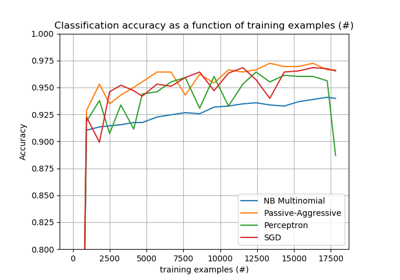 Classification accuracy as a function of training examples (#)
1.000
0.975
0.950
0.925
0.900
0.875
0.850
0.825
0.800
Accuracy
NB Multinomial
Passive-Aggressive
Perceptron
SGD
0 2500 5000 7500 10000 12500 15000 17500
training examples (#)